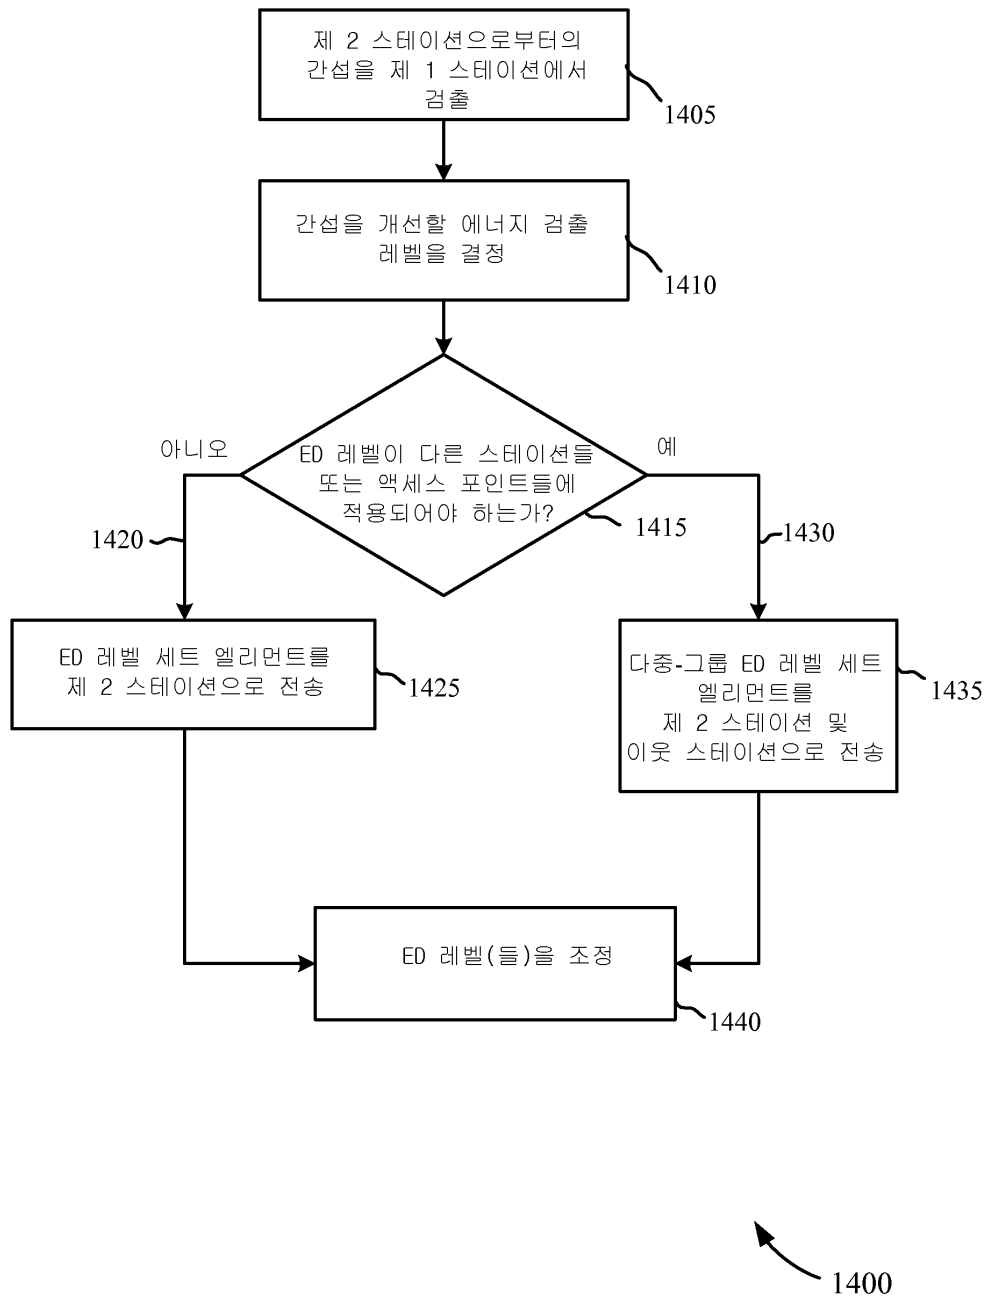 제 2 스테이션으로부터의
간섭을 제 1 스테이션에서
검출
1405
간섭을 개선할 에너지 검출
레벨을 결정
1410
아니오
예
ED 레벨이 다른 스테이션들
또는 액세스 포인트들에
적용되어야 하는가?
1415
1420
1430
ED 레벨 세트 엘리먼트를
제 2 스테이션으로 전송
1425
다중-그룹 ED 레벨 세트
엘리먼트를
제 2 스테이션 및
이웃 스테이션으로 전송
1435
ED 레벨(들)을 조정
1440
1400